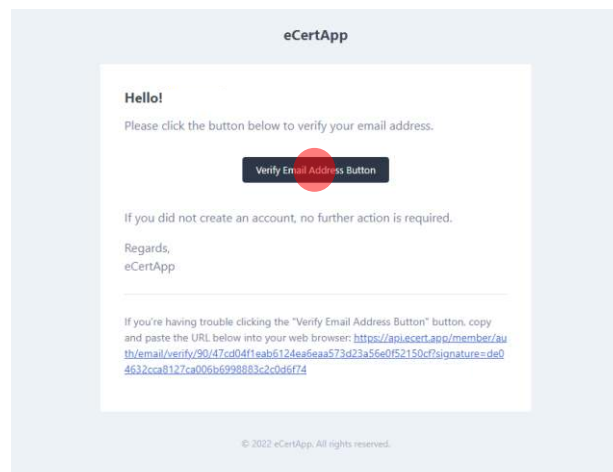 eCertApp
Hello!
Please click the button below to verify your email address.
Verify Email Address Button
If you did not create an account, no further action is required.
Regards,
eCertApp
If you're having trouble clicking the "Verify Email Address Button" button, copy
and paste the URL below into your web browser: https://api.ecert.app/member/au
th/email/verify/90/47cd04f1eab6124ea6eaa573d23a56e0f52150cf?signature=de0
4632cca8127ca006b6998883c2c0d6f74
© 2022 eCertApp. All rights reserved.